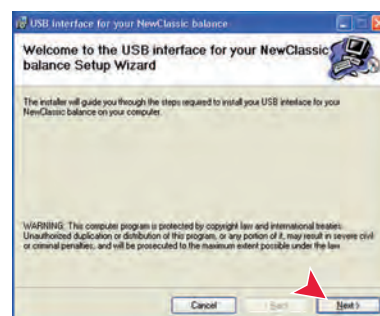 USB Interface for your NewClassic balance
Welcome to the USB interface for your NewClassic
balance Setup Wizard
The installer will guide you through the steps required to install your USB interface for your
NewClassic balance on your computer.
WARNING: This computer program is protected by copyright law and international treaties.
Unauthorized duplication or distribution of this program, or any portion of it, may result in severe civil
or criminal penalties, and will be prosecuted to the maximum extent possible under the law.
Cancel
< Back
Next >